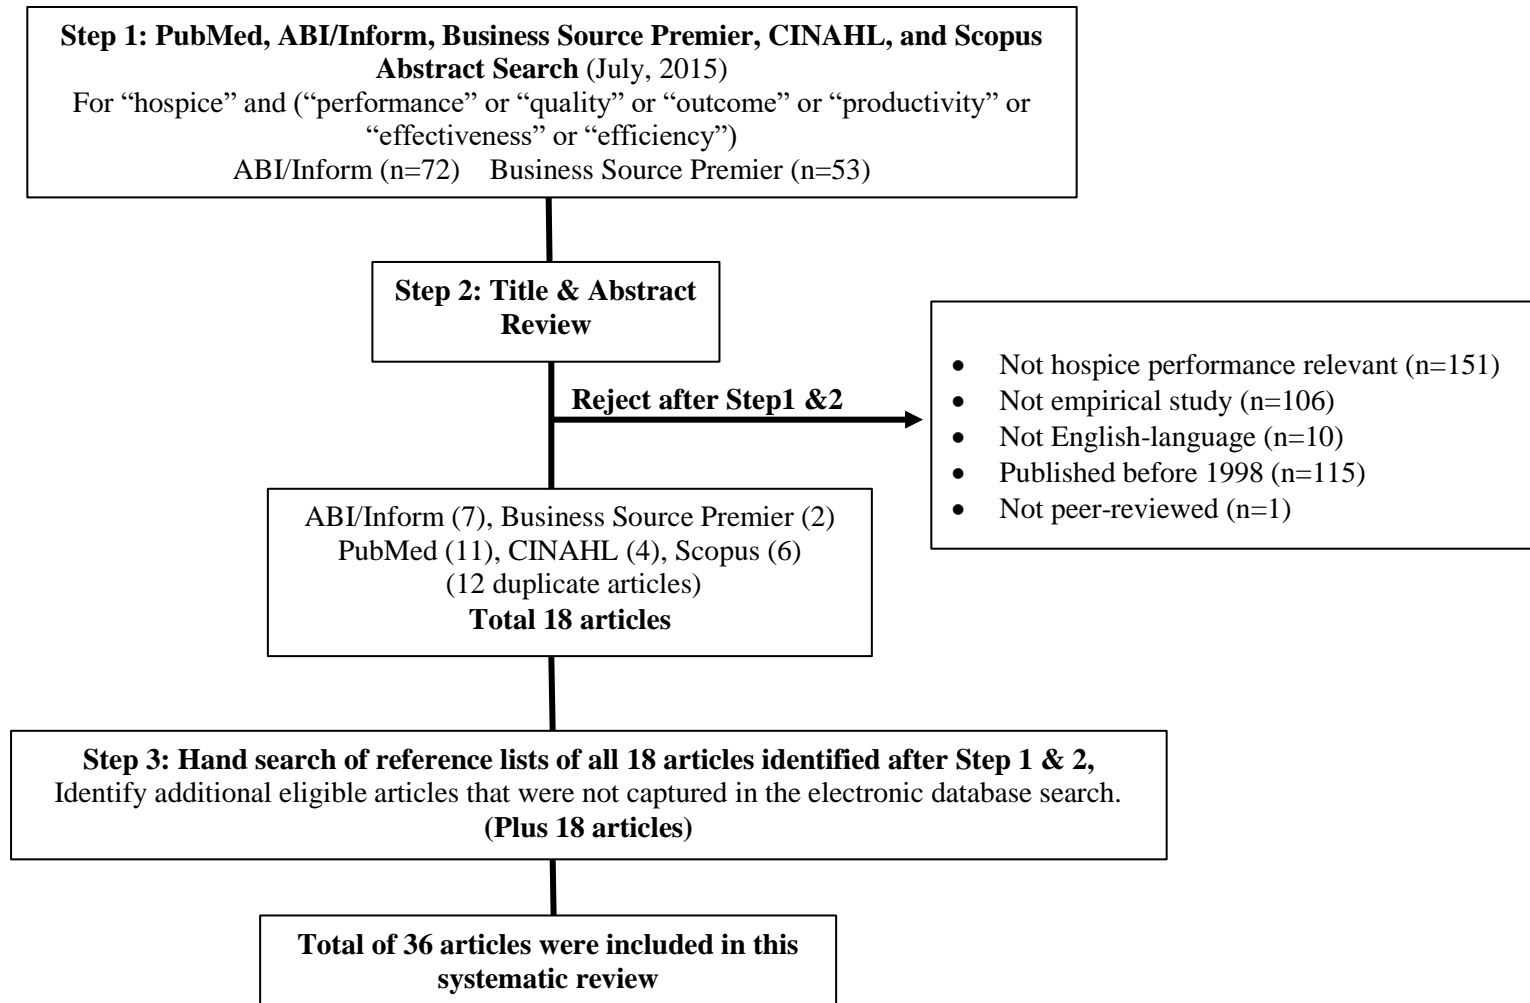 Step 1: PubMed, ABI/Inform, Business Source Premier, CINAHL, and Scopus
Abstract Search (July, 2015)
For “hospice” and (“performance” or “quality” or “outcome” or “productivity” or
“effectiveness” or “efficiency”)
ABI/Inform (n=72) Business Source Premier (n=53)
Step 2: Title & Abstract
Review
Reject after Step1 &2
• Not hospice performance relevant (n=151)
• Not empirical study (n=106)
• Not English-language (n=10)
• Published before 1998 (n=115)
• Not peer-reviewed (n=1)
ABI/Inform (7), Business Source Premier (2)
PubMed (11), CINAHL (4), Scopus (6)
(12 duplicate articles)
Total 18 articles
Step 3: Hand search of reference lists of all 18 articles identified after Step 1 & 2,
Identify additional eligible articles that were not captured in the electronic database search.
(Plus 18 articles)
Total of 36 articles were included in this
systematic review